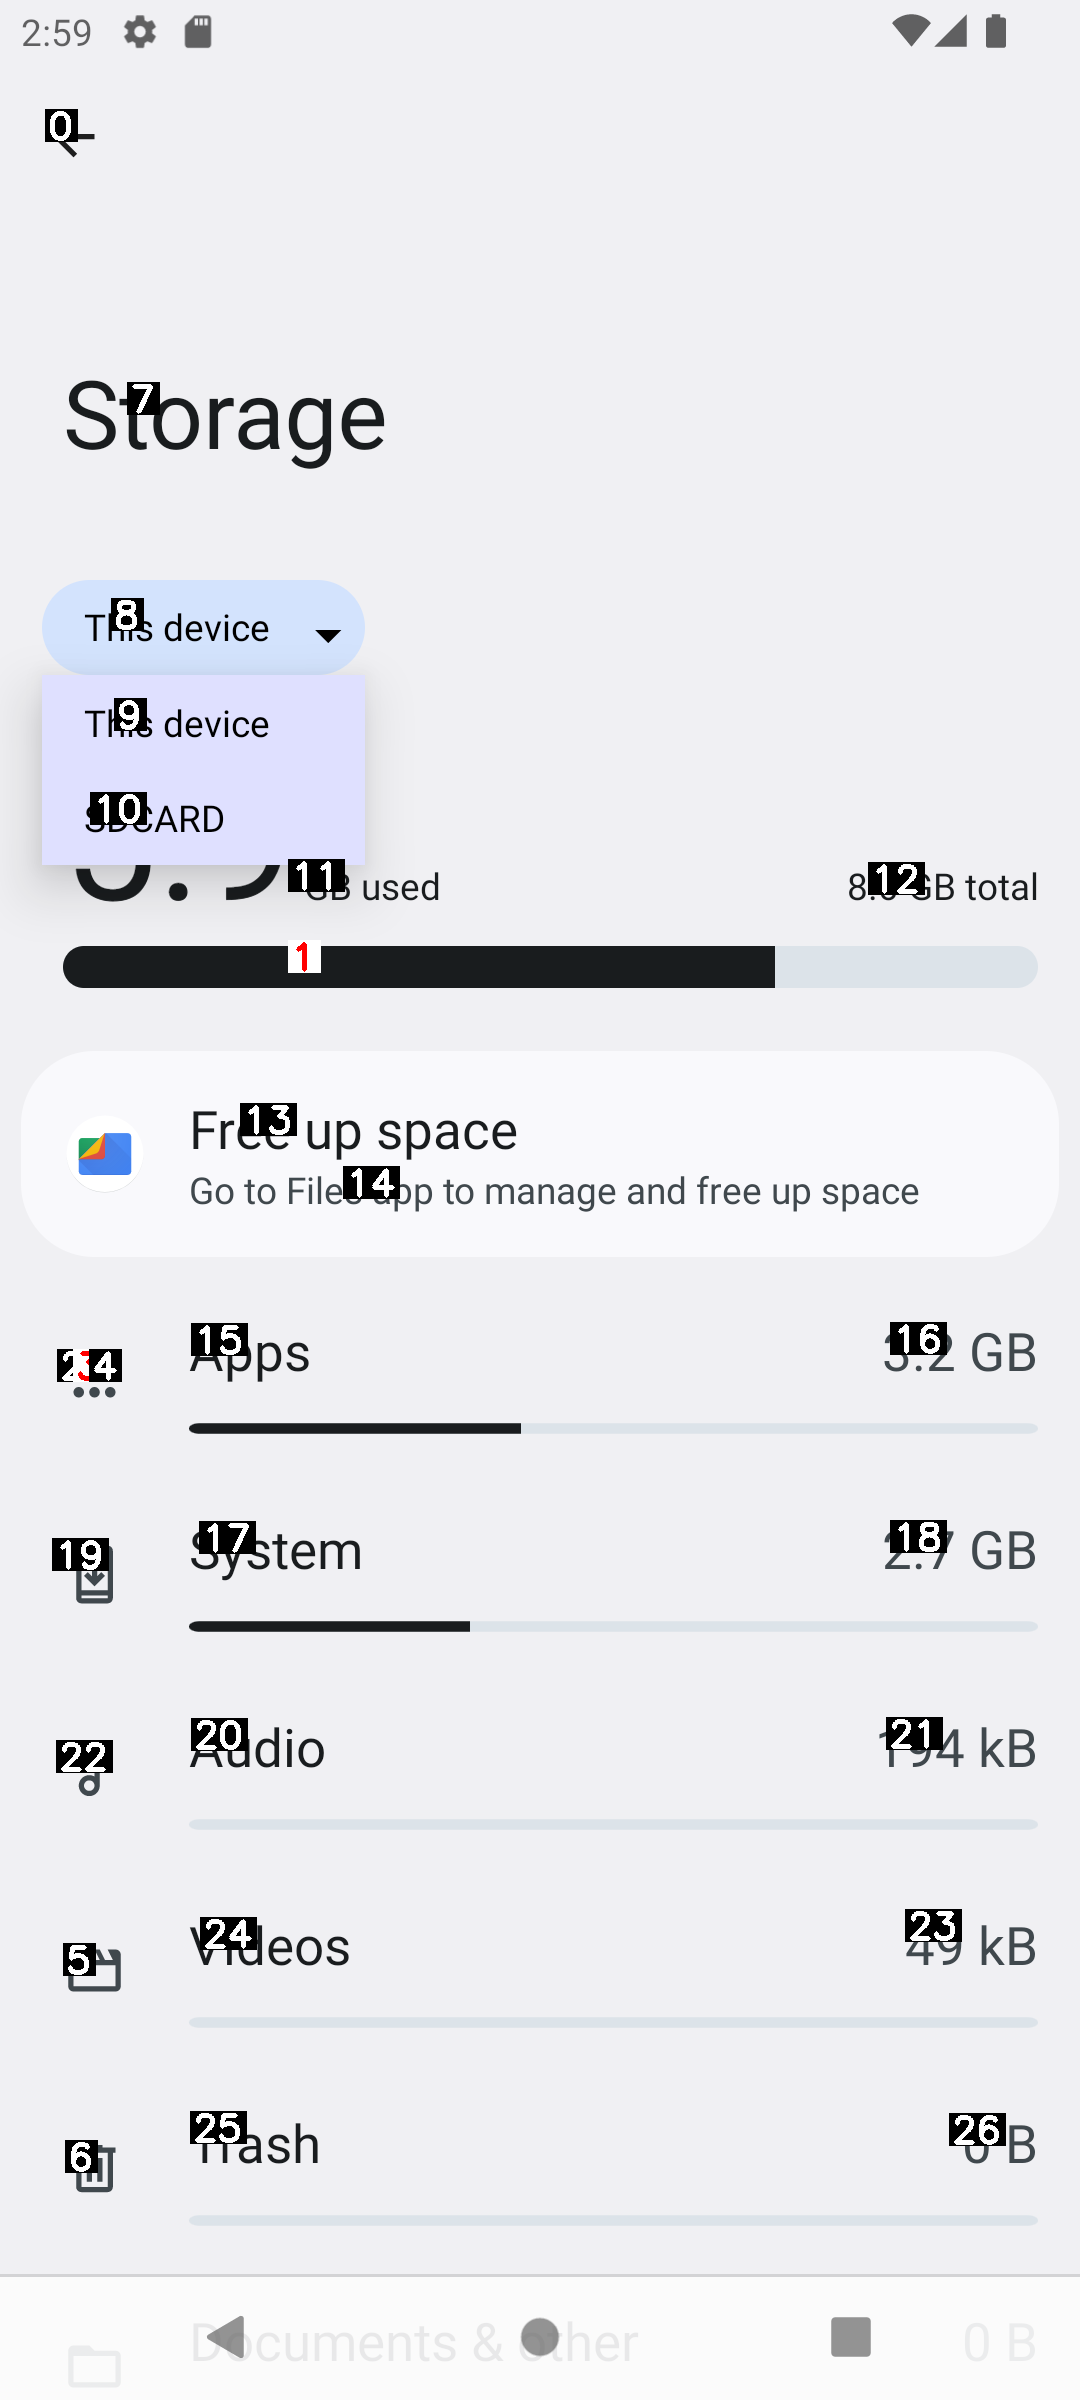 2:59
0
Storage
7
This device
8
This device
9
SDCARD
10
GB used
11
GB total
12
1
Free up space
13
Go to Files app to manage and free up space
14
Apps
15
3.2 GB
16
4
System
17
2.7 GB
18
19
Audio
20
194 kB
21
22
Videos
24
49 kB
23
5
Trash
25
0 B
26
6
Documents & other
0 B